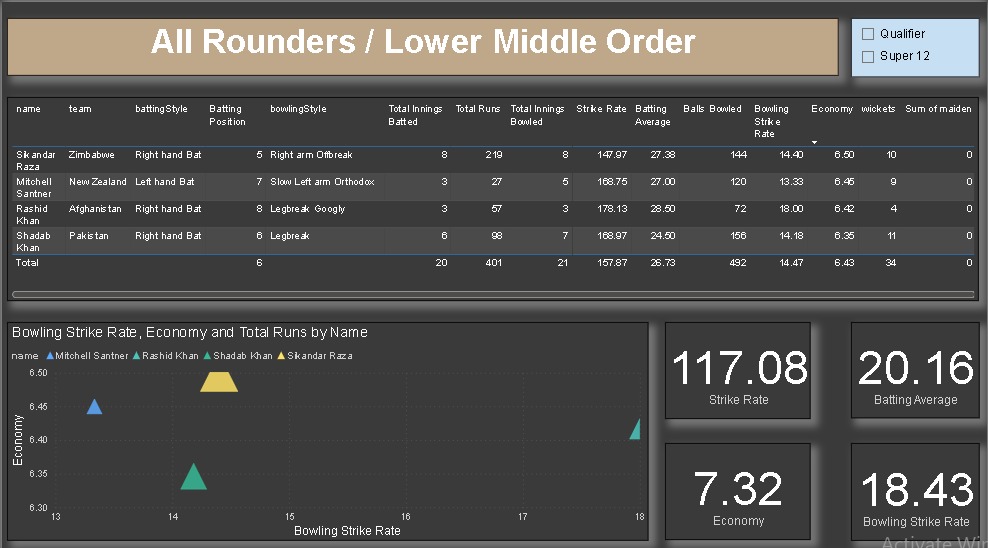 All Rounders / Lower Middle Order
Qualifier
Super 12
name team battingStyle Batting Position bowlingStyle Total Innings Batted Total Runs Total Innings Bowled Strike Rate Batting Average Balls Bowled Bowling Strike Rate Economy wickets Sum of maiden
Sikandar Raza Zimbabwe Right hand Bat 5 Right arm Offbreak 8 219 8 147.97 27.38 144 14.40 6.50 10 0
Mitchell Santner New Zealand Left hand Bat 7 Slow Left arm Orthodox 3 27 5 168.75 27.00 120 13.33 6.45 9 0
Rashid Khan Afghanistan Right hand Bat 8 Legbreak Googly 3 57 3 178.13 28.50 72 18.00 6.42 4 0
Shadab Khan Pakistan Right hand Bat 6 Legbreak 6 98 7 168.97 24.50 156 14.18 6.35 11 0
Total 6 20 401 21 157.87 26.73 492 14.47 6.43 34 0
Bowling Strike Rate, Economy and Total Runs by Name
name Mitchell Santner Rashid Khan Shadab Khan Sikandar Raza
Economy
6.50
6.45
6.40
6.35
6.30
13 14 15 16 17 18
Bowling Strike Rate
117.08
Strike Rate
20.16
Batting Average
7.32
Economy
18.43
Bowling Strike Rate
Activate Win